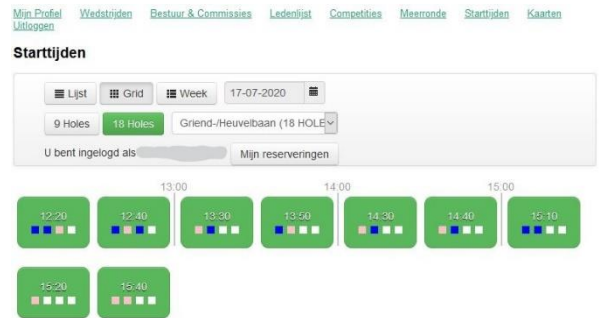 Mijn Profiel Wedstrijden Bestuur & Commissies Ledenlijst Competities Meerronde Starttijden Kaarten
Uitloggen
Starttijden
Lijst Grid Week 17-07-2020
9 Holes 18 Holes Griend-/Heuvelbaan (18 HOLE
U bent ingelogd als Mijn reserveringen
13:00 14:00 15:00
12:20 12:40 13:30 13:50 14:30 14:40 15:10
15:20 15:40